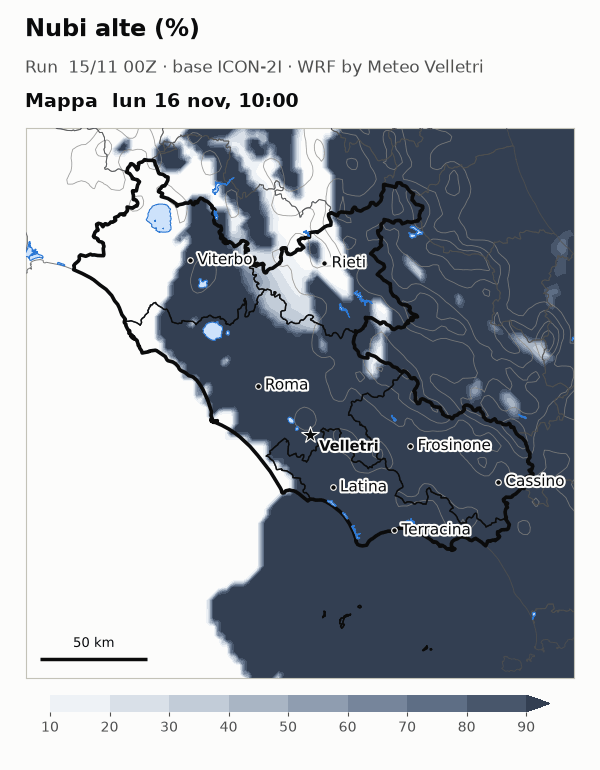 Nubi alte (%)
Run  15/11 00Z · base ICON-2I · WRF by Meteo Velletri
Mappa  lun 16 nov, 10:00
Viterbo
Rieti
Roma
Velletri
Frosinone
Cassino
Latina
Terracina
50 km
10 20 30 40 50 60 70 80 90